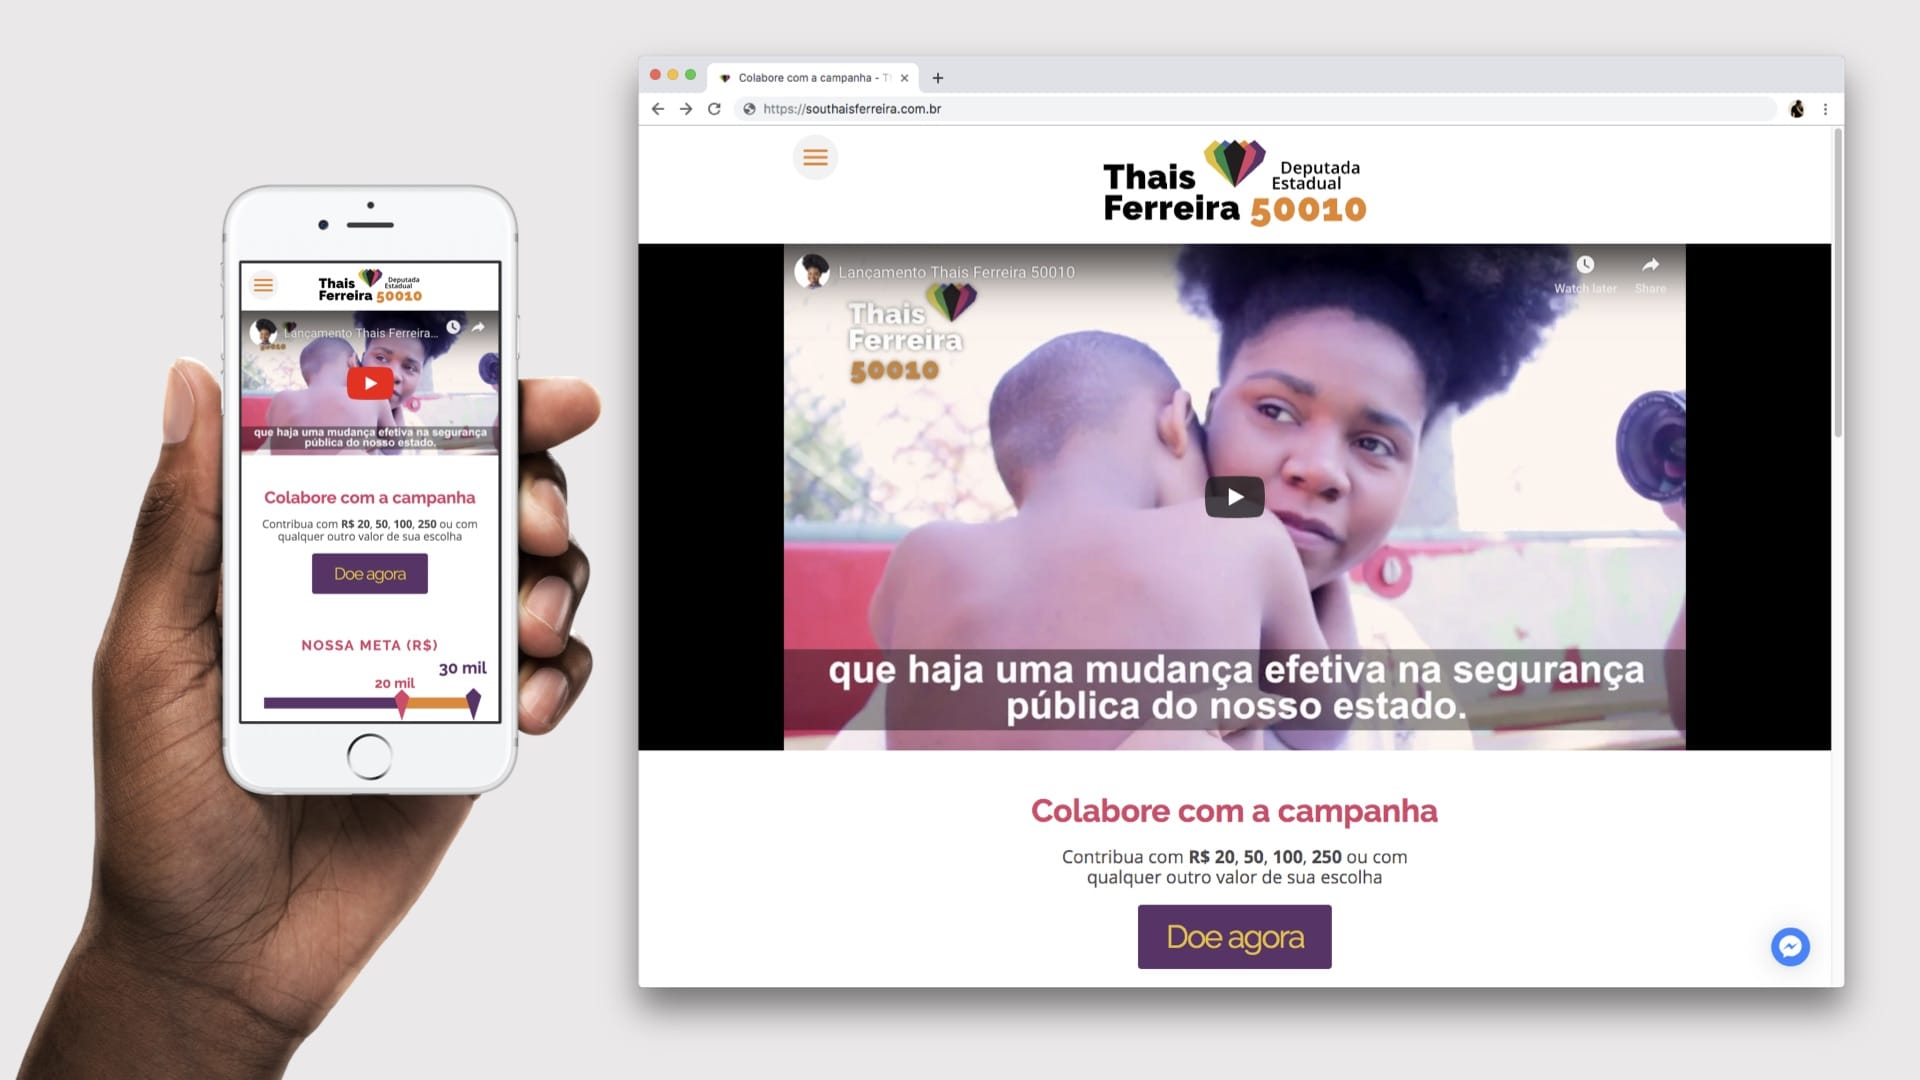 Thais
Deputada
Estadual
Ferreira 50010
Lançamento Thais Ferreira...
50010
que haja uma mudança efetiva na segurança
pública do nosso estado.
Colabore com a campanha
Contribua com R$ 20, 50, 100, 250 ou com
qualquer outro valor de sua escolha
Doe agora
NOSSA META (R$)
30 mil
20 mil
Colabore com a campanha - T
https://southaisferreira.com.br
Thais
Deputada
Estadual
Ferreira 50010
Lançamento Thais Ferreira 50010
Watch later
Share
Thais
Ferreira
50010
que haja uma mudança efetiva na segurança
pública do nosso estado.
Colabore com a campanha
Contribua com R$ 20, 50, 100, 250 ou com
qualquer outro valor de sua escolha
Doe agora